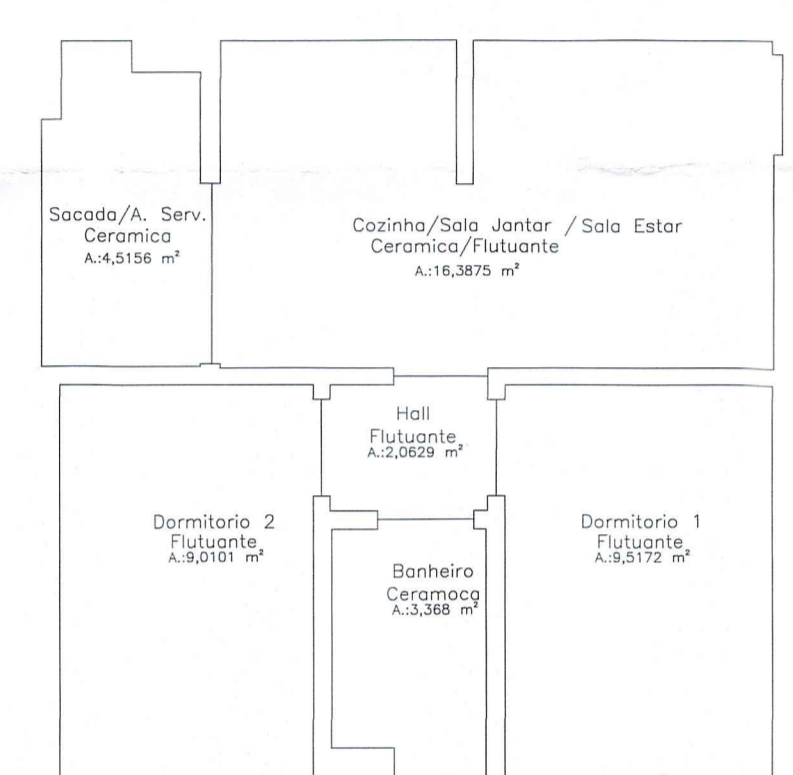 Sacada/A. Serv.
Ceramica
A.:4,5156 m²
Cozinha/Sala Jantar / Sala Estar
Ceramica/Flutuante
A.:16,3875 m²
Hall
Flutuante
A.:2,0629 m²
Dormitorio 2
Flutuante
A.:9,0101 m²
Banheiro
Ceramoca
A.:3,368 m²
Dormitorio 1
Flutuante
A.:9,5172 m²